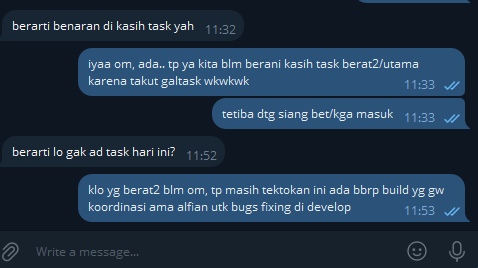 berarti benaran di kasih task yah
11:32
iyaa om, ada.. tp ya kita blm berani kasih task berat2/utama
karena takut galtask wkwkwk
11:33
tetiba dtg siang bet/kga masuk
11:33
berarti lo gak ad task hari ini?
11:52
klo yg berat2 blm om, tp masih tektokan ini ada bbrp build yg gw
koordinasi ama alfian utk bugs fixing di develop
11:53
Write a message...